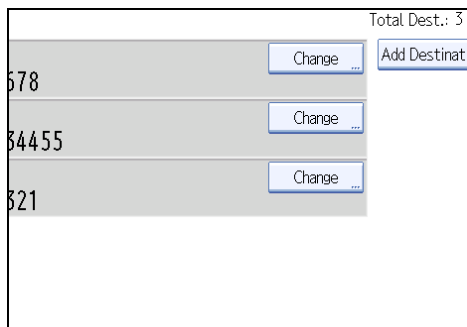 Total Dest.: 3
Change ...
Add Destinat
678
Change ...
34455
Change ...
321